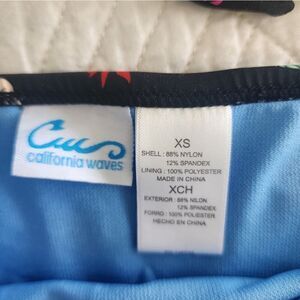 california waves
XS
SHELL : 88% NYLON
12% SPANDEX
LINING : 100% POLYESTER
MADE IN CHINA
XCH
EXTERIOR : 88% NILON
12% SPANDEX
FORRO : 100% POLIESTER
HECHO EN CHINA